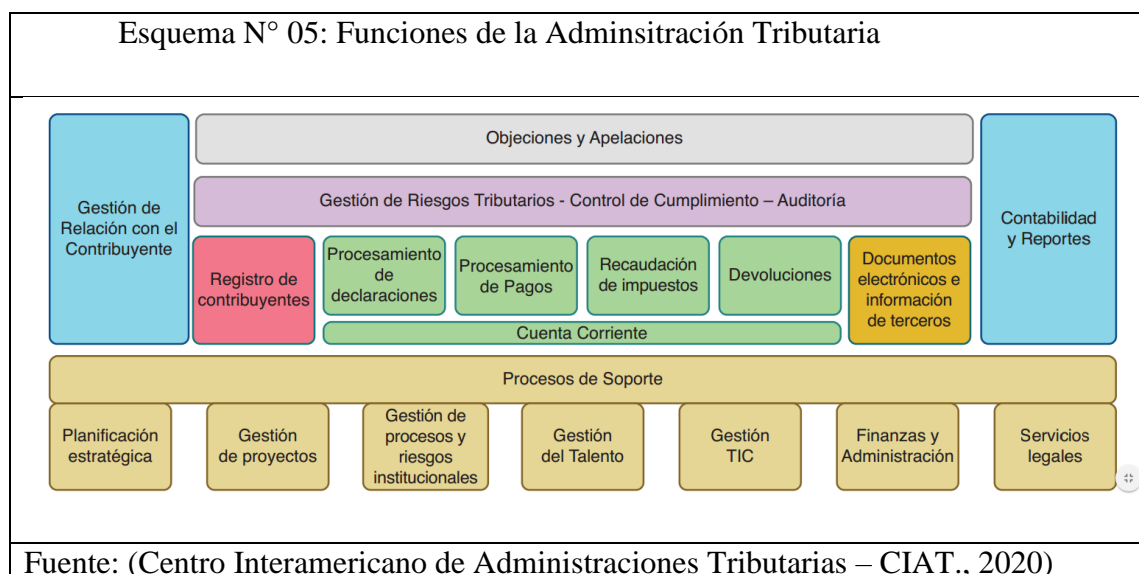 Esquema N° 05: Funciones de la Adminsitración Tributaria
Gestión de
Relación con el
Contribuyente
Objeciones y Apelaciones
Gestión de Riesgos Tributarios - Control de Cumplimiento – Auditoría
Registro de
contribuyentes
Procesamiento
de
declaraciones
Procesamiento
de Pagos
Recaudación
de impuestos
Devoluciones
Cuenta Corriente
Documentos
electrónicos e
información
de terceros
Contabilidad
y Reportes
Procesos de Soporte
Planificación
estratégica
Gestión
de proyectos
Gestión de
procesos y
riesgos
institucionales
Gestión
del Talento
Gestión
TIC
Finanzas y
Administración
Servicios
legales
Fuente: (Centro Interamericano de Administraciones Tributarias – CIAT., 2020)